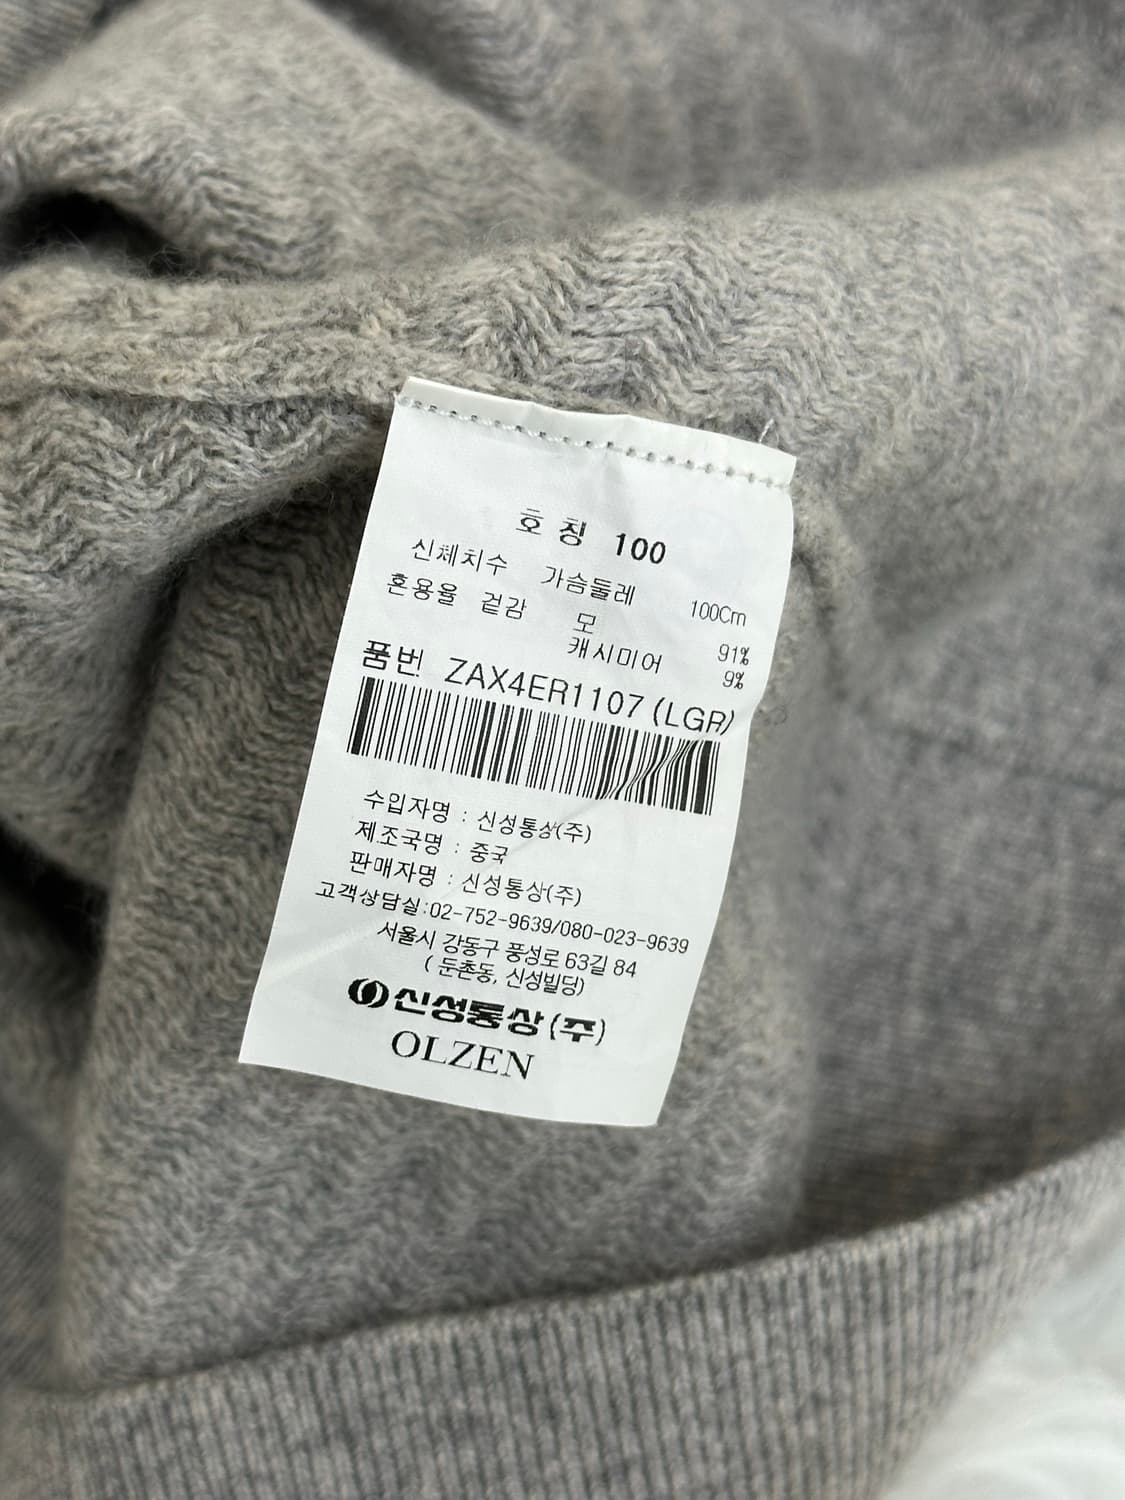 호칭 100
신체치수 가슴둘레 100Cm
혼용율 겉감 모 91%
캐시미어 9%
품번 ZAX4ER1107 (LGR)
수입자명 : 신성통상(주)
제조국명 : 중국
판매자명 : 신성통상(주)
고객상담실:02-752-9639/080-023-9639
서울시 강동구 풍성로 63길 84
( 둔촌동, 신성빌딩)
신성통상(주)
OLZEN